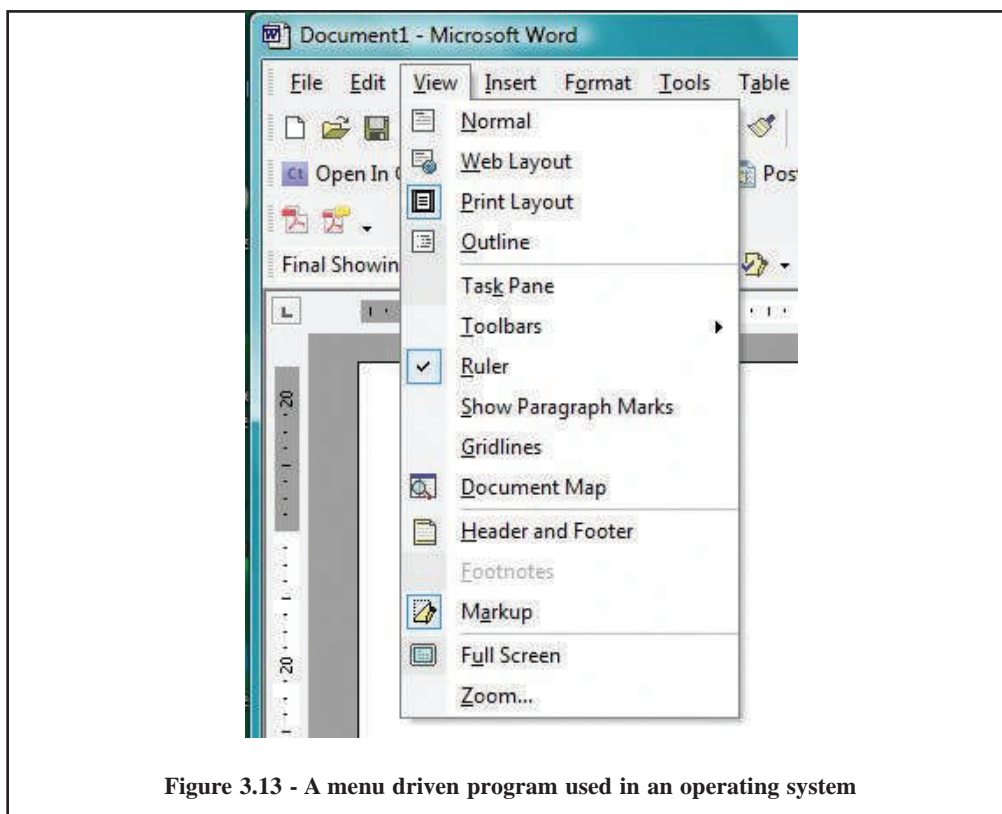 Document1 - Microsoft Word
File Edit View Insert Format Tools Table
Normal
Web Layout
Ct Open In
Pos
Print Layout
Outline
Final Showin
Task Pane
L
Toolbars
Ruler
20
Show Paragraph Marks
Gridlines
Document Map
Header and Footer
Footnotes
Markup
Full Screen
20
Zoom...
Figure 3.13 - A menu driven program used in an operating system